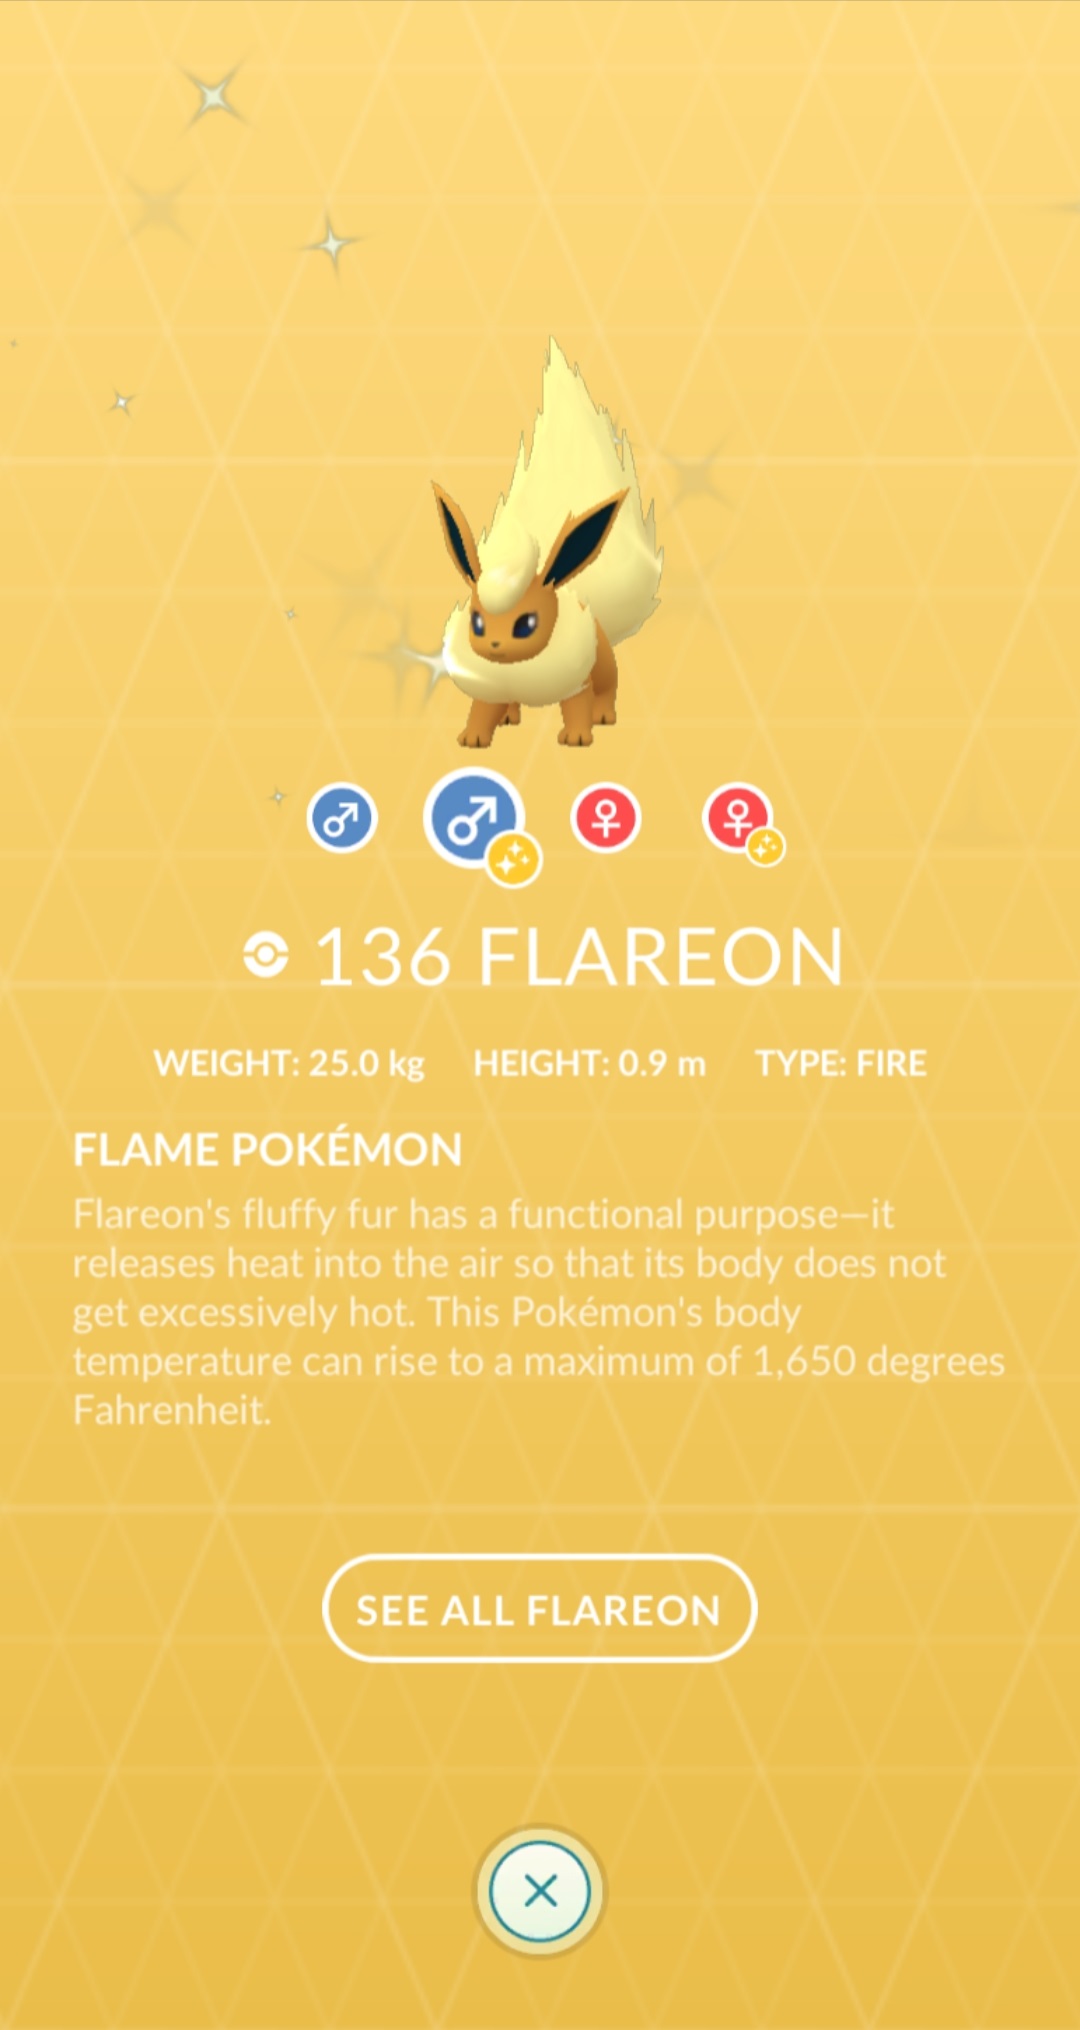 136 FLAREON
WEIGHT: 25.0 kg HEIGHT: 0.9 m TYPE: FIRE
FLAME POKÉMON
Flareon's fluffy fur has a functional purpose—it
releases heat into the air so that its body does not
get excessively hot. This Pokémon's body
temperature can rise to a maximum of 1,650 degrees
Fahrenheit.
SEE ALL FLAREON